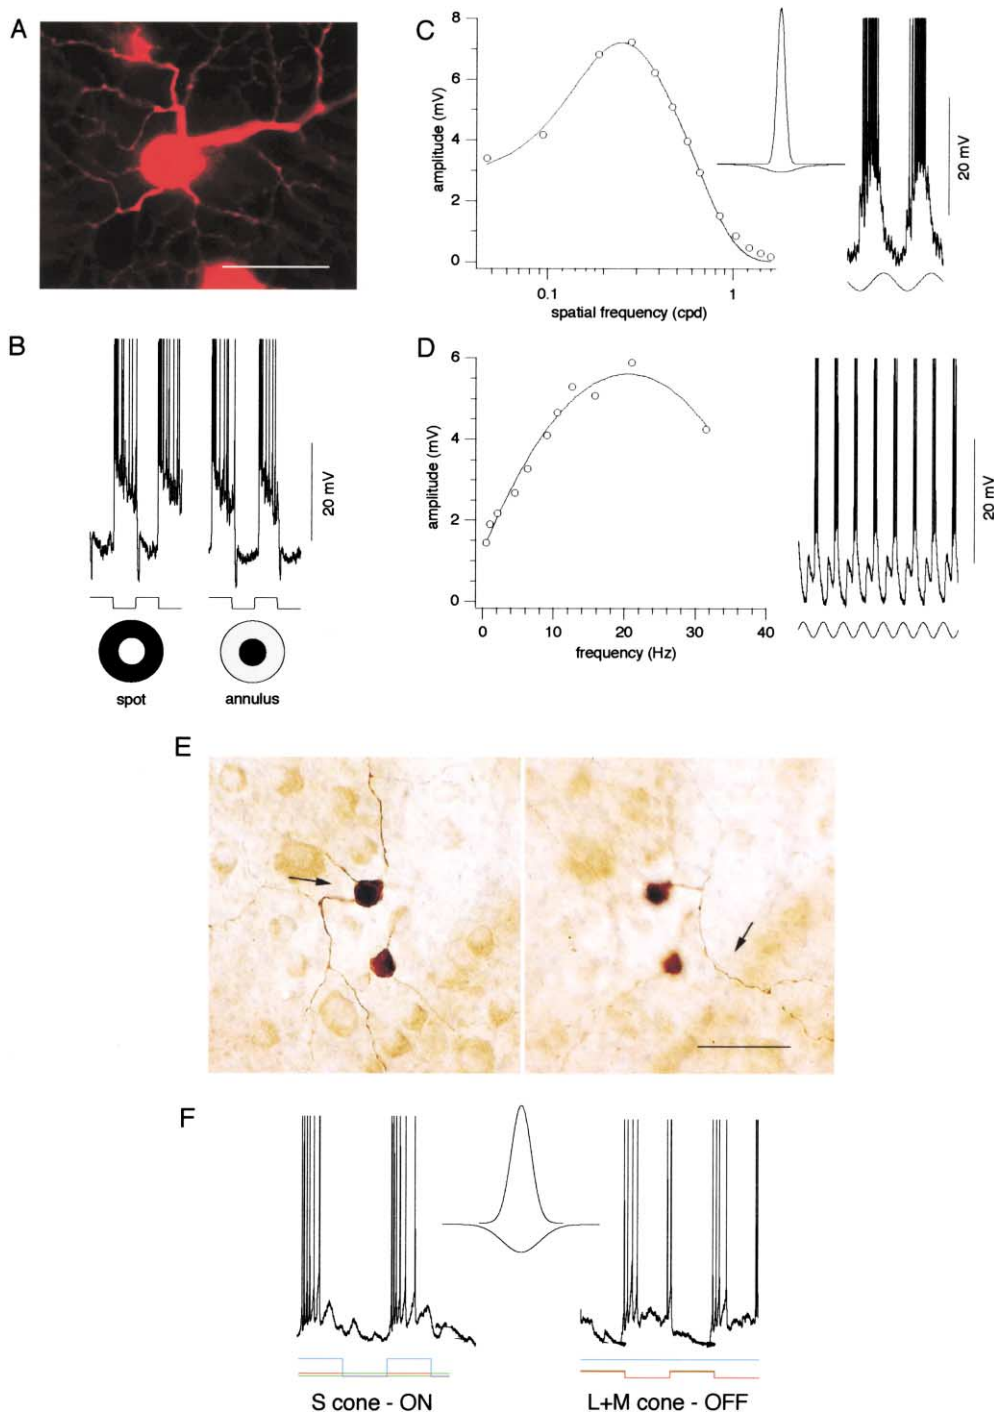 A
B
20 mV
spot
annulus
C
amplitude (mV)
8
6
4
2
0
0.1
1
spatial frequency (cpd)
20 mV
D
amplitude (mV)
6
4
2
0
0
10
20
30
40
frequency (Hz)
20 mV
E
F
S cone - ON
L+M cone - OFF